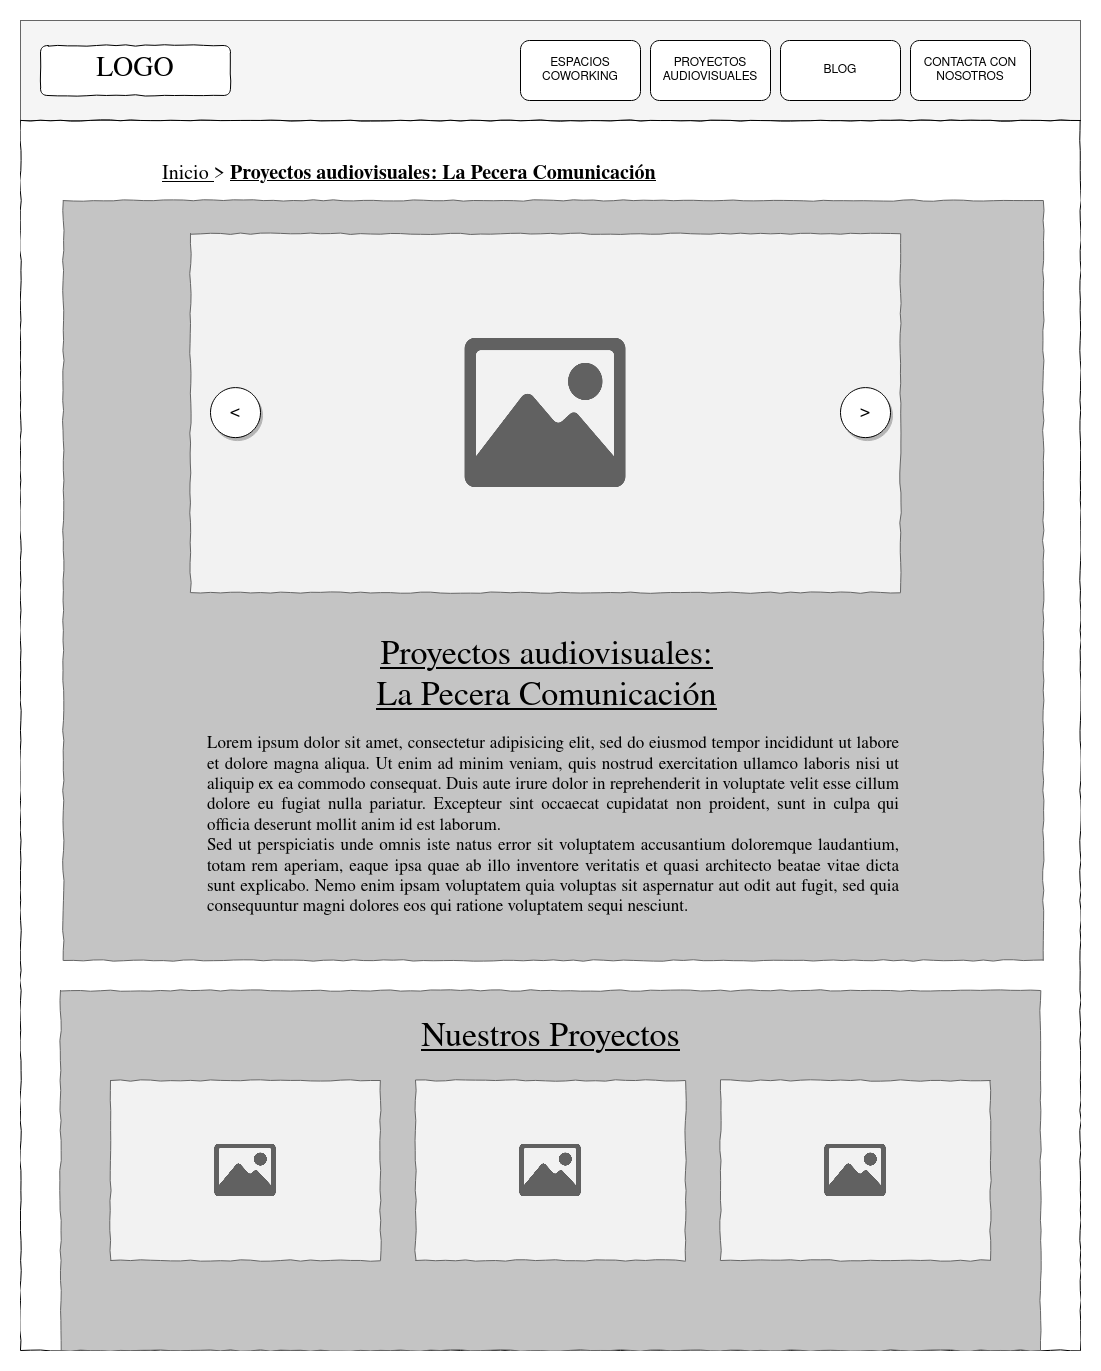 LOGO
ESPACIOS
COWORKING
PROYECTOS
AUDIOVISUALES
BLOG
CONTACTA CON
NOSOTROS
Inicio > Proyectos audiovisuales: La Pecera Comunicación
<
>
Proyectos audiovisuales:
La Pecera Comunicación
Lorem ipsum dolor sit amet, consectetur adipisicing elit, sed do eiusmod tempor incididunt ut labore
et dolore magna aliqua. Ut enim ad minim veniam, quis nostrud exercitation ullamco laboris nisi ut
aliquip ex ea commodo consequat. Duis aute irure dolor in reprehenderit in voluptate velit esse cillum
dolore eu fugiat nulla pariatur. Excepteur sint occaecat cupidatat non proident, sunt in culpa qui
officia deserunt mollit anim id est laborum.
Sed ut perspiciatis unde omnis iste natus error sit voluptatem accusantium doloremque laudantium,
totam rem aperiam, eaque ipsa quae ab illo inventore veritatis et quasi architecto beatae vitae dicta
sunt explicabo. Nemo enim ipsam voluptatem quia voluptas sit aspernatur aut odit aut fugit, sed quia
consequuntur magni dolores eos qui ratione voluptatem sequi nesciunt.
Nuestros Proyectos